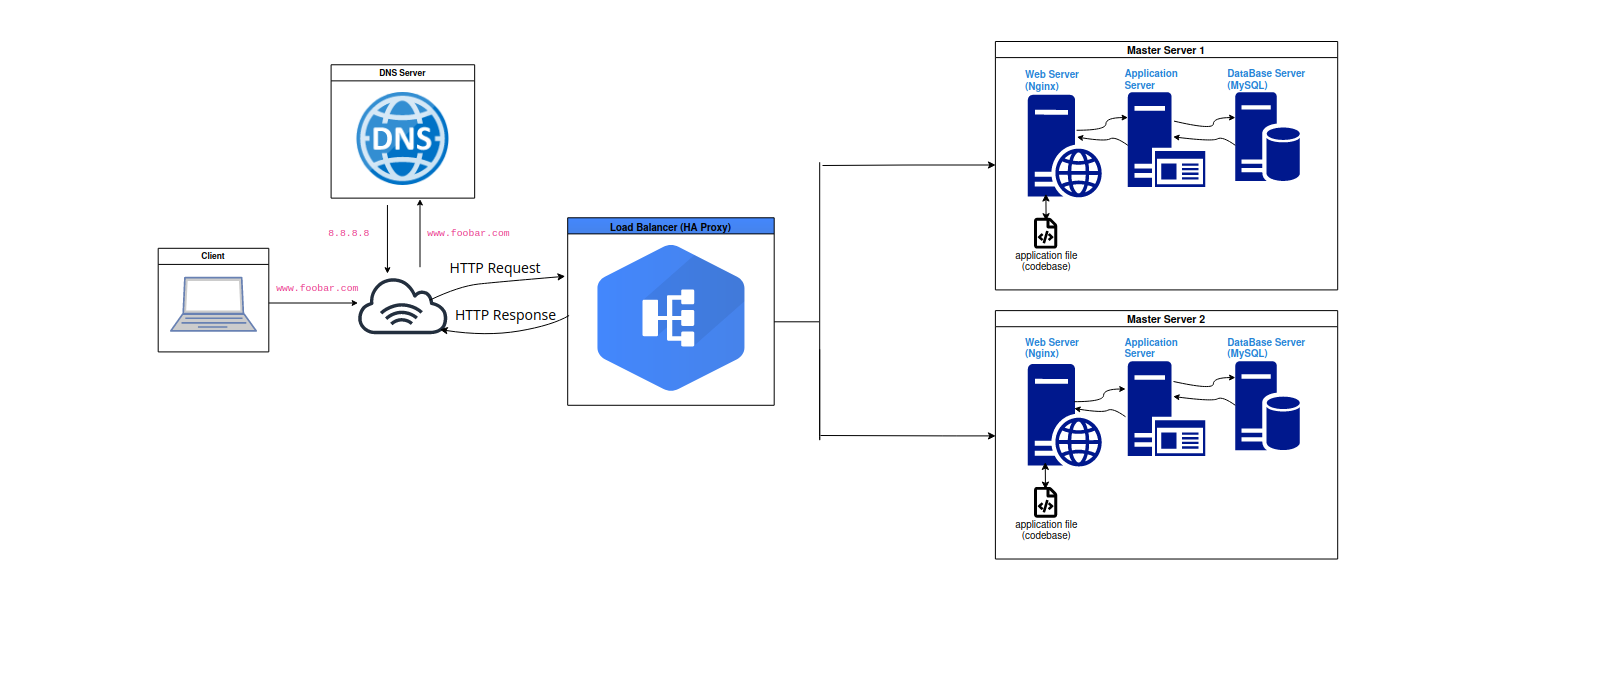 DNS Server
DNS
8.8.8.8
www.foobar.com
Client
www.foobar.com
HTTP Request
HTTP Response
Load Balancer (HA Proxy)
Master Server 1
Web Server
(Nginx)
Application
Server
DataBase Server
(MySQL)
application file
(codebase)
Master Server 2
Web Server
(Nginx)
Application
Server
DataBase Server
(MySQL)
application file
(codebase)